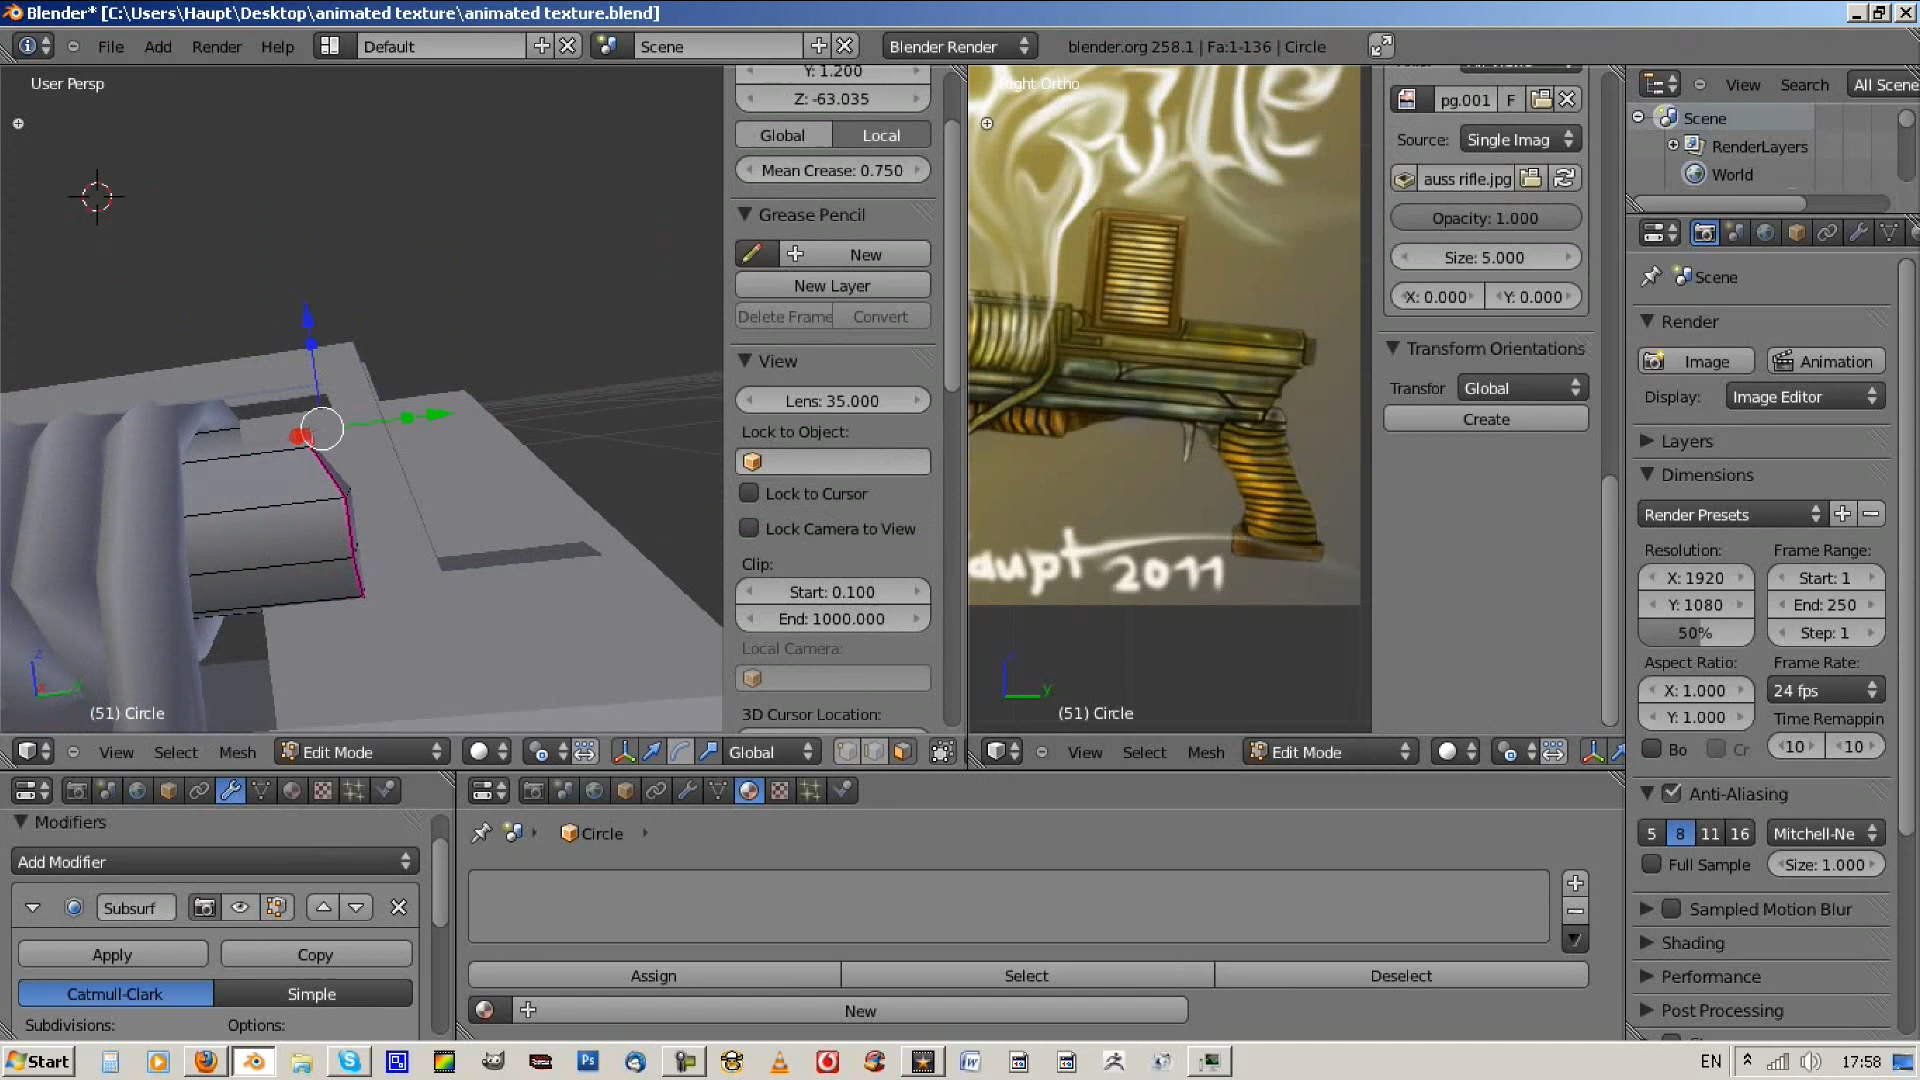 Blender* [C:\Users\Haupt\Desktop\animated texture\animated texture.blend]
File Add Render Help Default Scene Blender Render blender.org 258.1 | Fa:1-136 | Circle
User Persp
Y: 1.200
Z: -63.035
Global Local
Mean Crease: 0.750
Grease Pencil
New
New Layer
Delete Frame Convert
View
Lens: 35.000
Lock to Object:
Lock to Cursor
Lock Camera to View
Clip:
Start: 0.100
End: 1000.000
Local Camera:
3D Cursor Location:
(51) Circle
View Select Mesh Edit Mode Global
Right Ortho
Haupt 2011
(51) Circle
View Select Mesh Edit Mode
pg.001 F
Source: Single Imag
auss rifle.jpg
Opacity: 1.000
Size: 5.000
X: 0.000 Y: 0.000
Transform Orientations
Transfor Global
Create
View Search All Scene
Scene
RenderLayers
World
Scene
Render
Image Animation
Display: Image Editor
Layers
Dimensions
Render Presets
Resolution: Frame Range:
X: 1920 Start: 1
Y: 1080 End: 250
50% Step: 1
Aspect Ratio: Frame Rate:
X: 1.000 24 fps
Y: 1.000 Time Remappin
Bo Cr 10 10
Anti-Aliasing
5 8 11 16 Mitchell-Ne
Full Sample Size: 1.000
Sampled Motion Blur
Shading
Performance
Post Processing
Modifiers
Add Modifier
Subsurf
Apply Copy
Catmull-Clark Simple
Subdivisions: Options:
Circle
Assign Select Deselect
New
Start EN 17:58